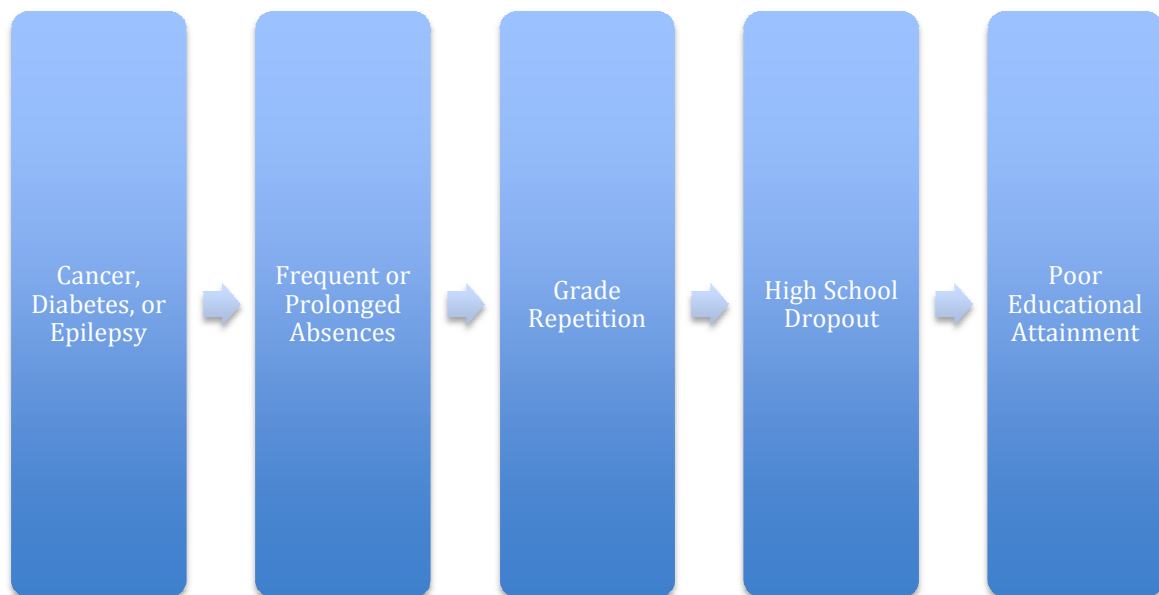 Cancer,
Diabetes, or
Epilepsy
Frequent or
Prolonged
Absences
Grade
Repetition
High School
Dropout
Poor
Educational
Attainment